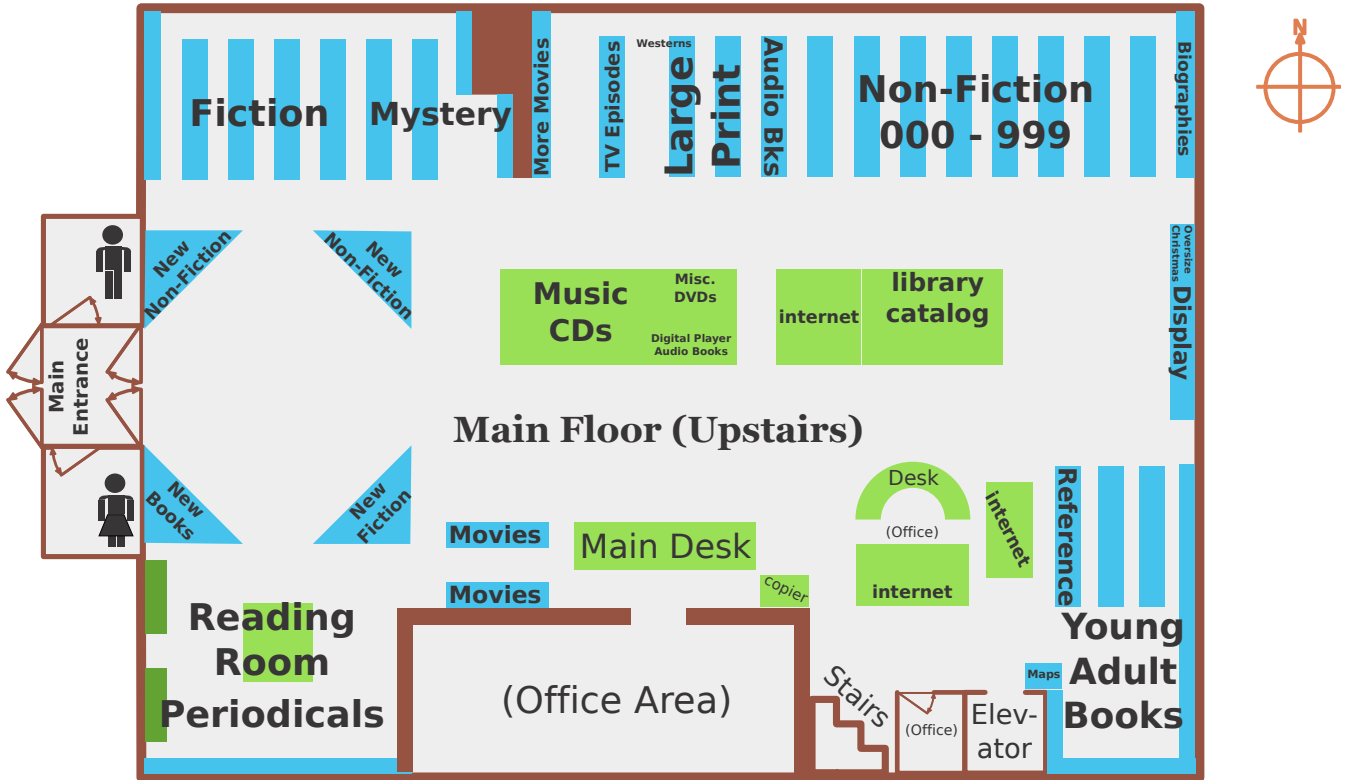 N
Fiction
Mystery
More Movies
TV Episodes
Westerns
Large
Print
Audio Bks
Non-Fiction
000 - 999
Biographies
New
Non-Fiction
New
Non-Fiction
Music
CDs
Misc.
DVDs
Digital Player
Audio Books
internet
library
catalog
Oversize
Christmas
Display
Main
Entrance
Main Floor (Upstairs)
New
Books
New
Fiction
Movies
Movies
Main Desk
copier
Desk
(Office)
internet
internet
Reference
Reading
Room
Periodicals
(Office Area)
Stairs
(Office)
Elev-
ator
Maps
Young
Adult
Books